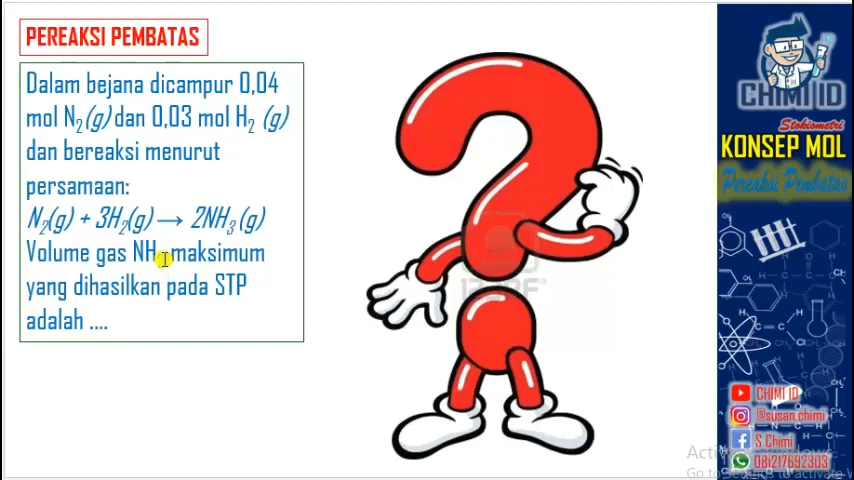 PEREAKSI PEMBATAS
Dalam bejana dicampur 0,04
mol N₂(g) dan 0,03 mol H₂ (g)
dan bereaksi menurut
persamaan:
N₂(g) + 3H₂(g) → 2NH₃ (g)
Volume gas NH maksimum
yang dihasilkan pada STP
adalah ....
CHIMI ID
Stokiometri
KONSEP MOL
Pereaksi Pembatas
CHIMI ID
@susan.chimi
S Chimi
081217692303